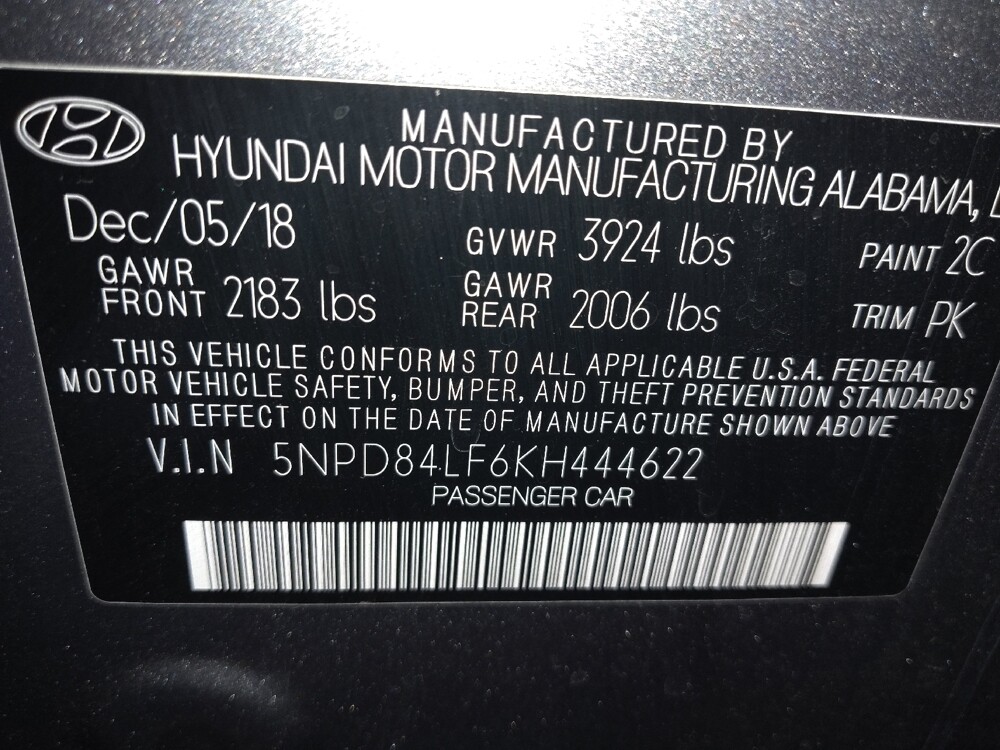 MANUFACTURED BY
HYUNDAI MOTOR MANUFACTURING ALABAMA,
Dec/05/18 GVWR 3924 lbs PAINT 2C
GAWR FRONT 2183 lbs GAWR REAR 2006 lbs TRIM PK
THIS VEHICLE CONFORMS TO ALL APPLICABLE U.S.A. FEDERAL
MOTOR VEHICLE SAFETY, BUMPER, AND THEFT PREVENTION STANDARDS
IN EFFECT ON THE DATE OF MANUFACTURE SHOWN ABOVE
V.I.N 5NPD84LF6KH444622
PASSENGER CAR